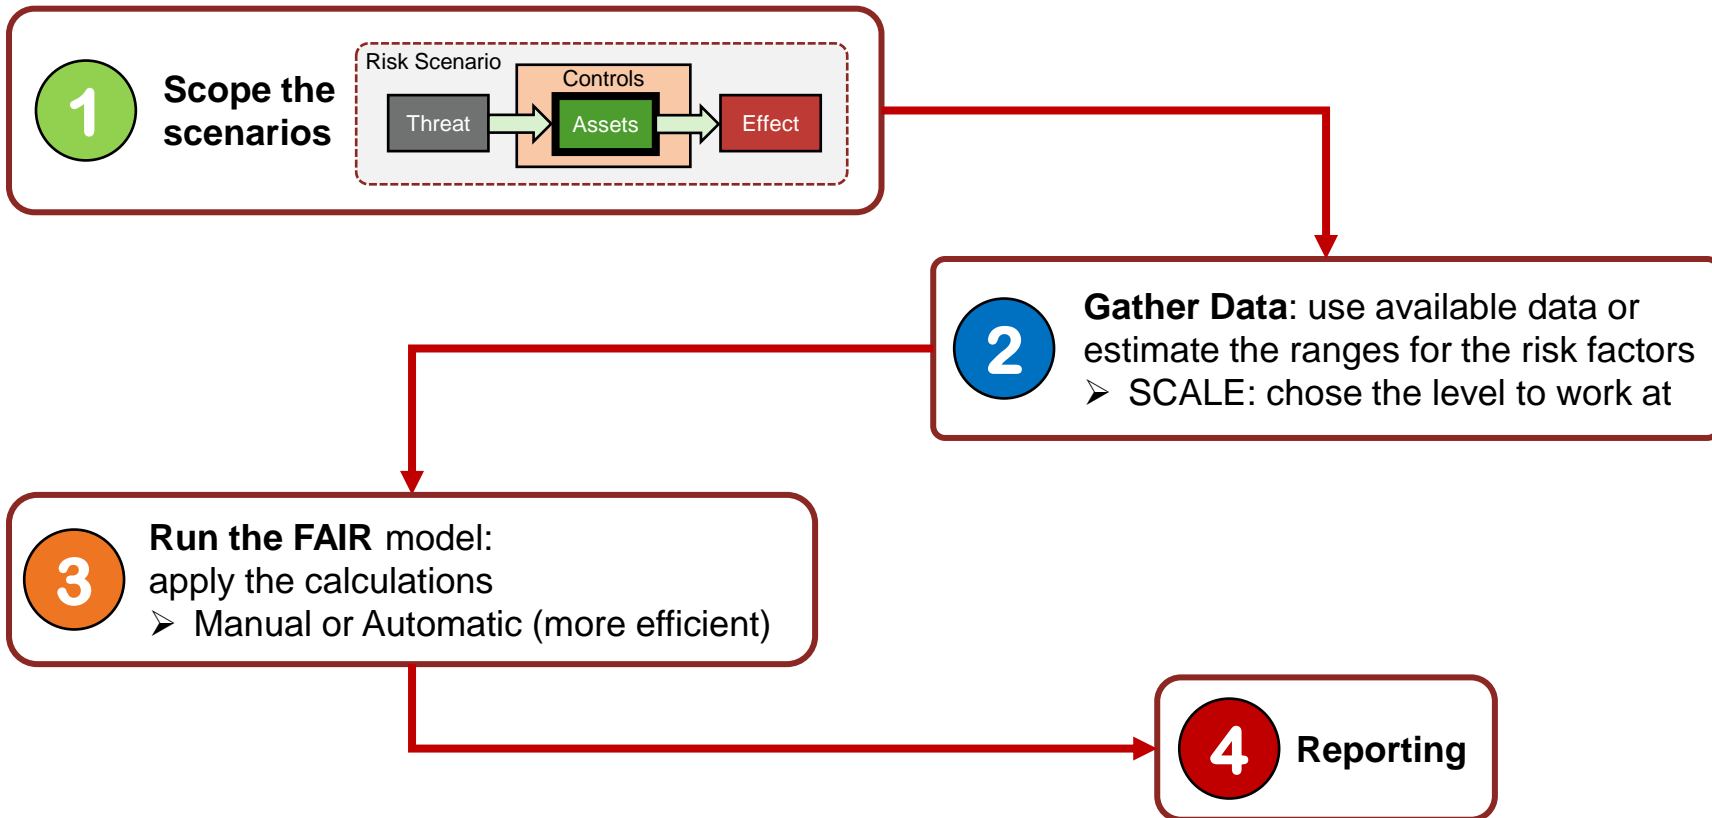 1
Scope the
scenarios
Risk Scenario
Controls
Threat
Assets
Effect
2
Gather Data: use available data or
estimate the ranges for the risk factors
➢ SCALE: chose the level to work at
3
Run the FAIR model:
apply the calculations
➢ Manual or Automatic (more efficient)
4
Reporting